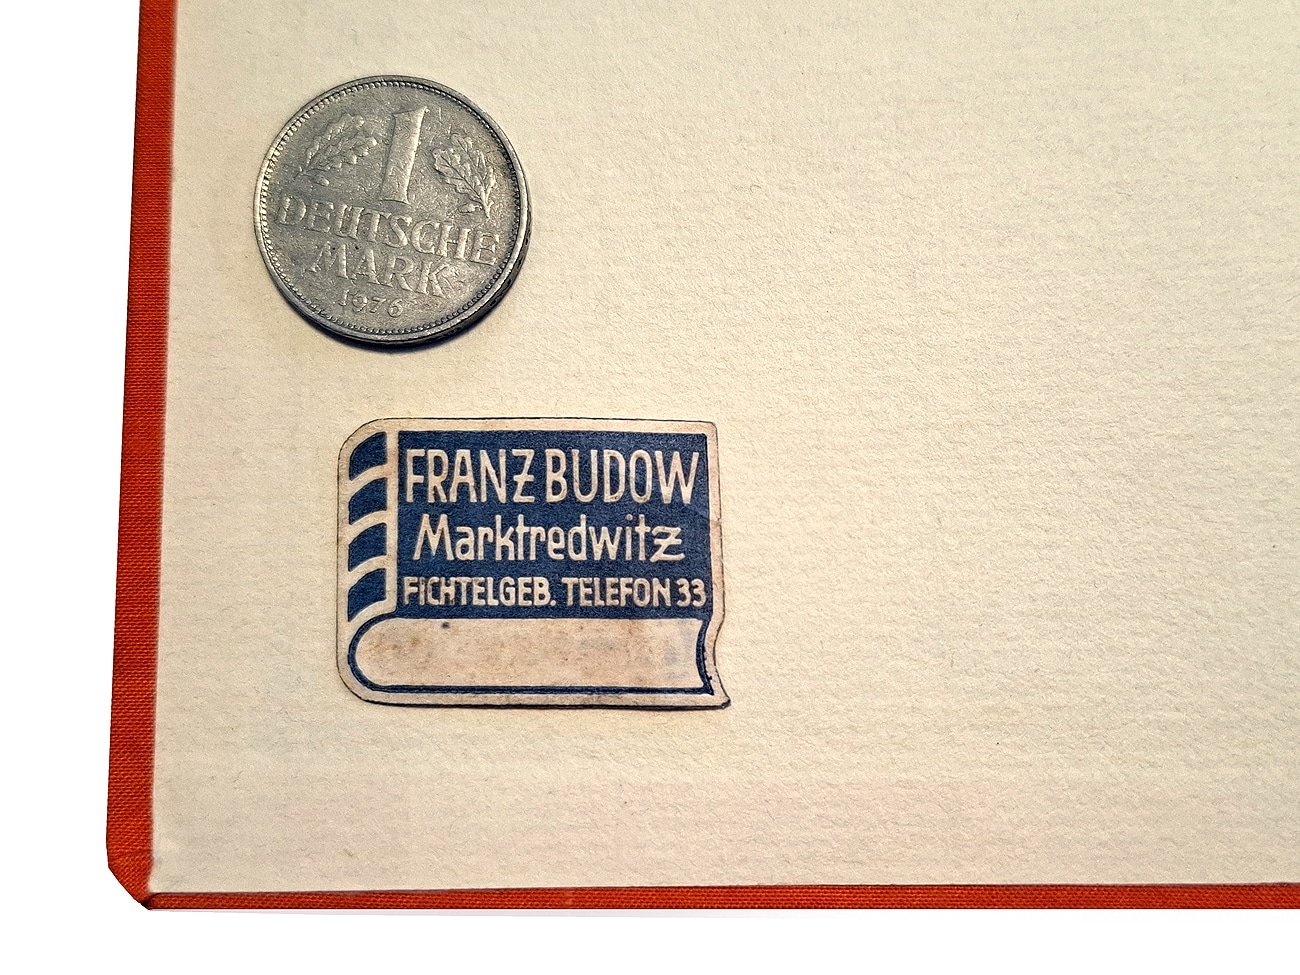 1
DEUTSCHE
MARK
1976
FRANZ BUDOW
Marktredwitz
FICHTELGEB. TELEFON 33